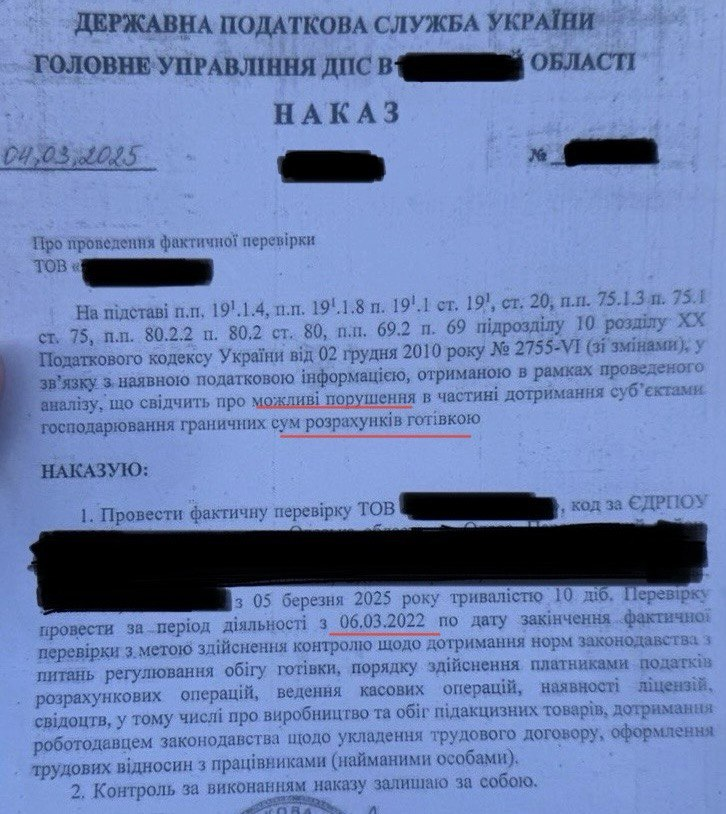 ДЕРЖАВНА ПОДАТКОВА СЛУЖБА УКРАЇНИ
ГОЛОВНЕ УПРАВЛІННЯ ДПС В ОБЛАСТІ
НАКАЗ
04,03,2025 №
Про проведення фактичної перевірки
ТОВ «
На підставі п.п. 19¹.1.4, п.п. 19¹.1.8 п. 19¹.1 ст. 19¹, ст. 20, п.п. 75.1.3 п. 75.1
ст. 75, п.п. 80.2.2 п. 80.2 ст. 80, п.п. 69.2 п. 69 підрозділу 10 розділу XX
Податкового кодексу України від 02 грудня 2010 року № 2755-VI (зі змінами), у
зв’язку з наявною податковою інформацією, отриманою в рамках проведеного
аналізу, що свідчить про можливі порушення в частині дотримання суб’єктами
господарювання граничних сум розрахунків готівкою
НАКАЗУЮ:
1. Провести фактичну перевірку ТОВ , код за ЄДРПОУ
з 05 березня 2025 року тривалістю 10 діб. Перевірку
провести за період діяльності з 06.03.2022 по дату закінчення фактичної
перевірки з метою здійснення контролю щодо дотримання норм законодавства з
питань регулювання обігу готівки, порядку здійснення платниками податків
розрахункових операцій, ведення касових операцій, наявності ліцензій,
свідоцтв, у тому числі про виробництво та обіг підакцизних товарів, дотримання
роботодавцем законодавства щодо укладення трудового договору, оформлення
трудових відносин з працівниками (найманими особами).
2. Контроль за виконанням наказу залишаю за собою.